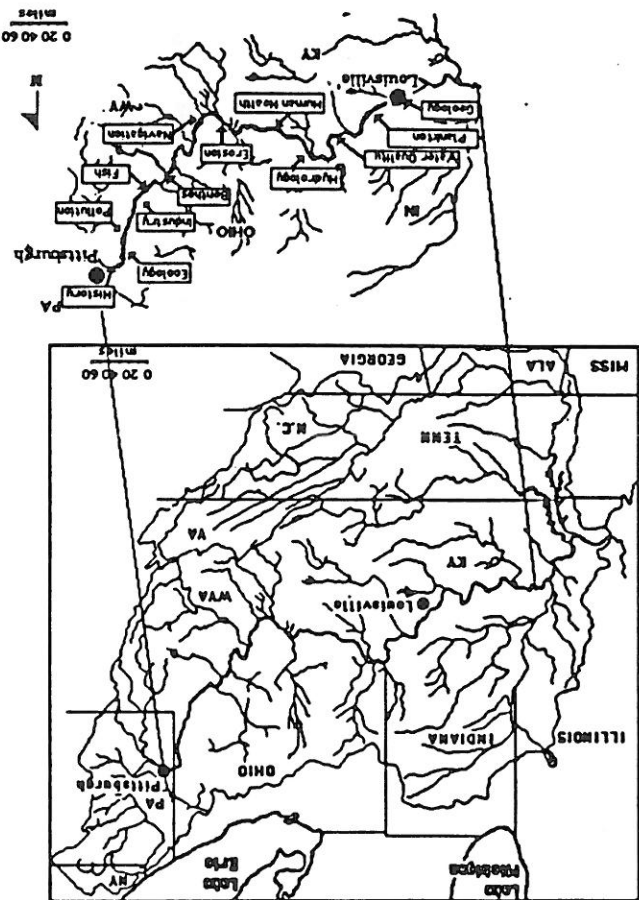 Lake
Michigan
Lake
Erie
NY
ILLINOIS
INDIANA
OHIO
PA
Pittsburgh
Louisville
WVA
KY
VA
TENN
N.C.
MISS
ALA
GEORGIA
0 20 40 60
miles
PA
History
Pittsburgh
Ecology
Pollution
Industry
Fish
Benthos
OHIO
IN
Navigation
WV
Erosion
Hydrology
Water Quality
Plankton
Human Health
Geology
Louisville
KY
N
0 20 40 60
miles